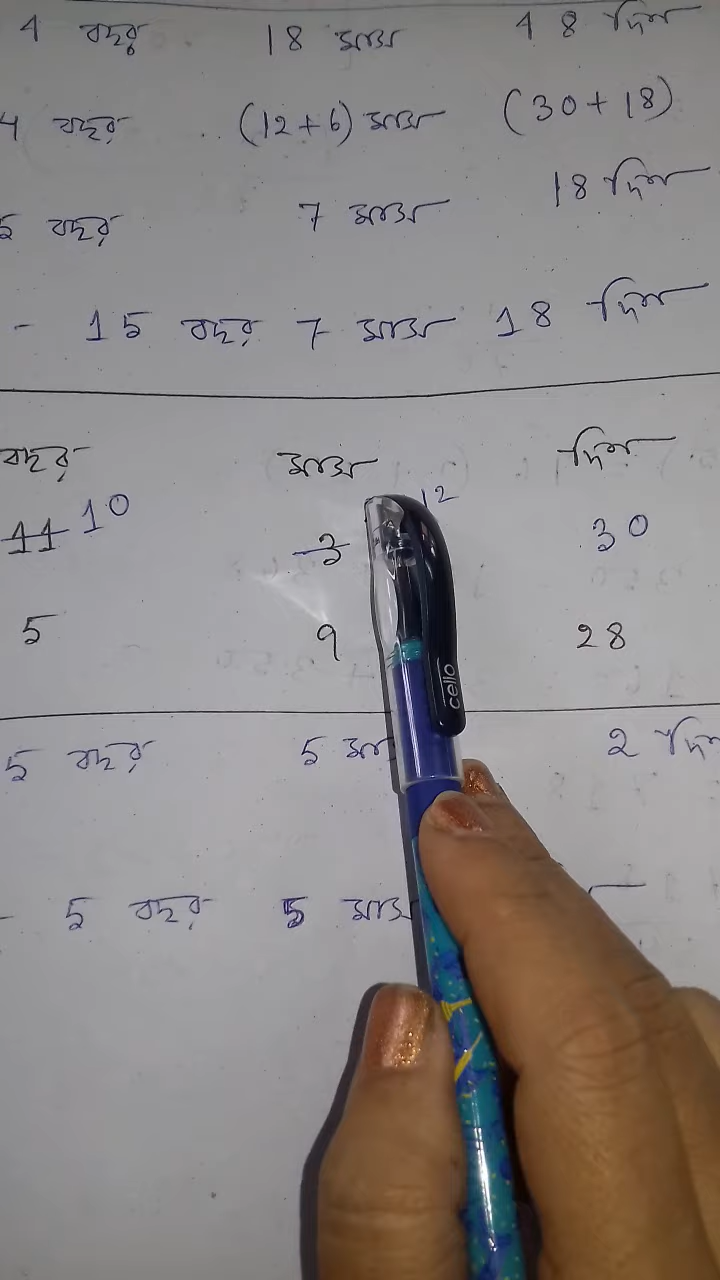 4 বছর 18 মাস 48 দিন
4 বছর (12+6) মাস (30+18)
5 বছর 7 মাস 18 দিন
- 15 বছর 7 মাস 18 দিন
বছর মাস দিন
11 10 3 12 30
5 9 28
5 বছর 5 2
- 5 বছর 5 মাস
cello